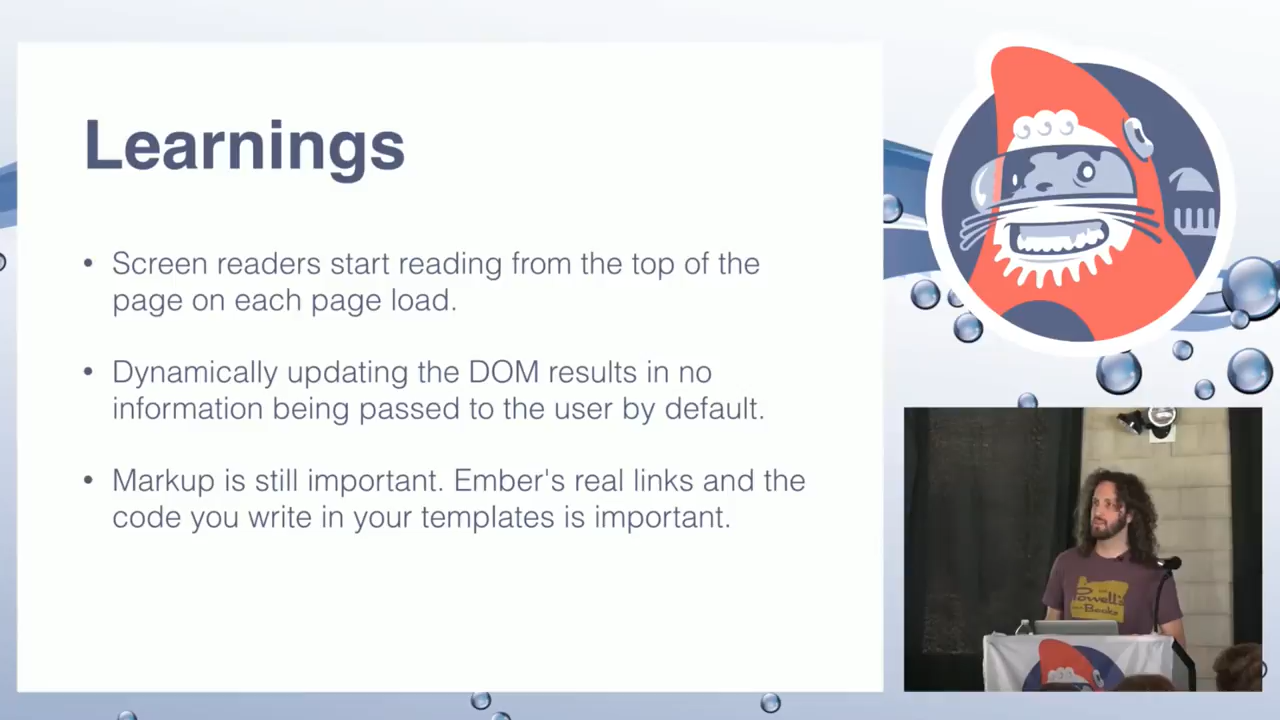 Learnings
• Screen readers start reading from the top of the
page on each page load.
• Dynamically updating the DOM results in no
information being passed to the user by default.
• Markup is still important. Ember's real links and the
code you write in your templates is important.
Powell's
Books